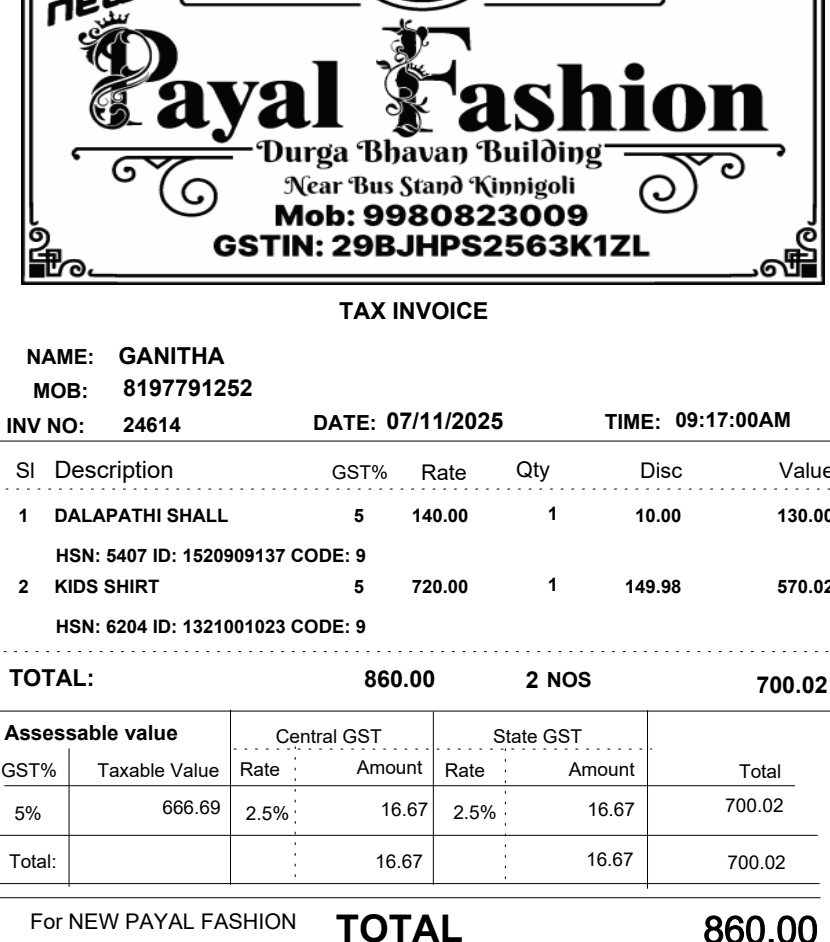 new
Payal Fashion
Durga Bhavan Building
Near Bus Stand Kinnigoli
Mob: 9980823009
GSTIN: 29BJHPS2563K1ZL
TAX INVOICE
NAME: GANITHA
MOB: 8197791252
INV NO: 24614 DATE: 07/11/2025 TIME: 09:17:00AM
Sl Description GST% Rate Qty Disc Value
1 DALAPATHI SHALL 5 140.00 1 10.00 130.00
HSN: 5407 ID: 1520909137 CODE: 9
2 KIDS SHIRT 5 720.00 1 149.98 570.02
HSN: 6204 ID: 1321001023 CODE: 9
TOTAL: 860.00 2 NOS 700.02
Assessable value Central GST State GST
GST% Taxable Value Rate Amount Rate Amount Total
5% 666.69 2.5% 16.67 2.5% 16.67 700.02
Total: 16.67 16.67 700.02
For NEW PAYAL FASHION TOTAL 860.00